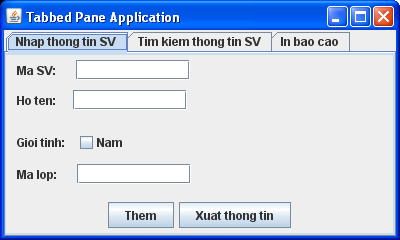 Tabbed Pane Application
Nhap thong tin SV Tim kiem thong tin SV In bao cao
Ma SV:
Ho ten:
Gioi tinh: Nam
Ma lop:
Them Xuat thong tin